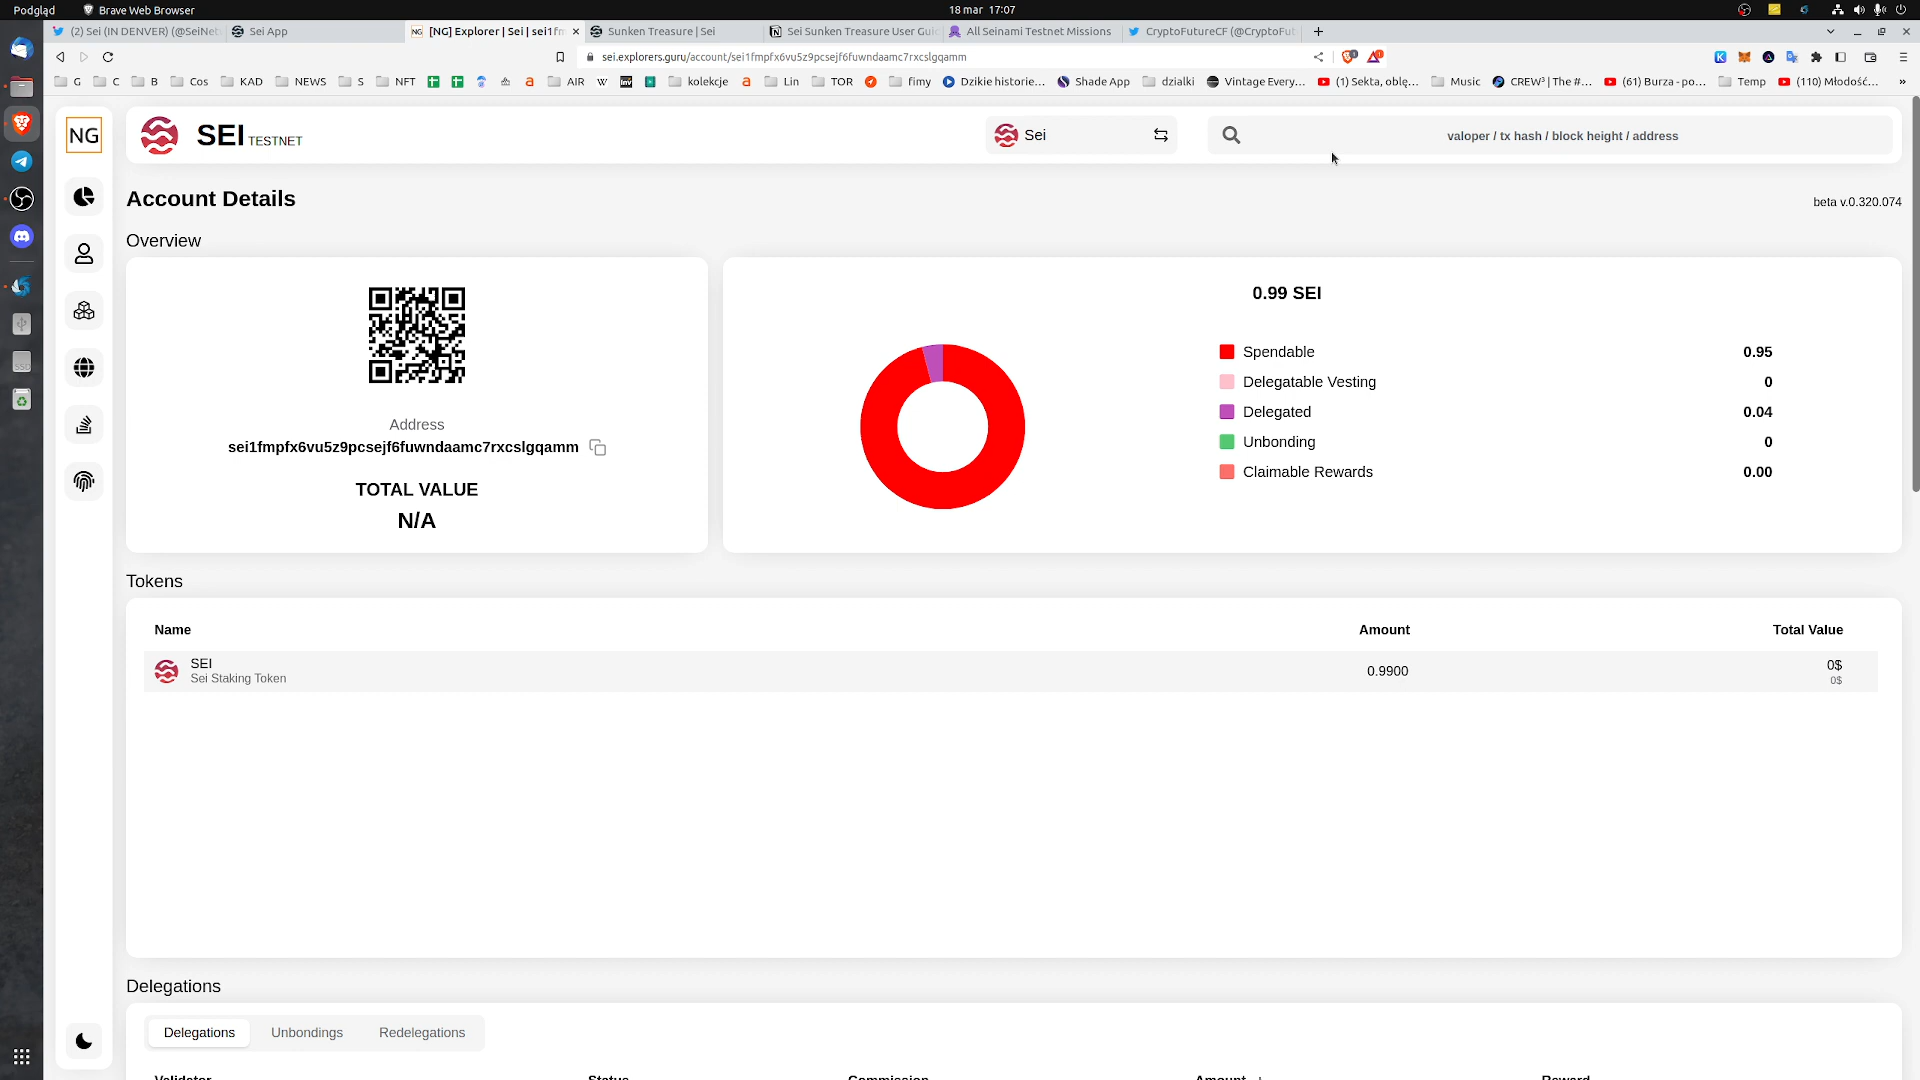 Podgląd
Brave Web Browser
18 mar 17:07
(2) Sei (IN DENVER) (@SeiNet
Sei App
[NG] Explorer | Sei | sei1fm
Sunken Treasure | Sei
Sei Sunken Treasure User Gui
All Seinami Testnet Missions
CryptoFutureCF (@CryptoFut
sei.explorers.guru/account/sei1fmpfx6vu5z9pcsejf6fuwndaamc7rxcslgqamm
G
C
B
Cos
KAD
NEWS
S
NFT
AIR
kolekcje
Lin
TOR
fimy
Dzikie historie...
Shade App
dzialki
Vintage Every...
(1) Sekta, oblę...
Music
CREW³ | The #...
(61) Burza - po...
Temp
(110) Młodość...
NG
SEI TESTNET
Sei
valoper / tx hash / block height / address
Account Details
beta v.0.320.074
Overview
Address
sei1fmpfx6vu5z9pcsejf6fuwndaamc7rxcslgqamm
TOTAL VALUE
N/A
0.99 SEI
Spendable 0.95
Delegatable Vesting 0
Delegated 0.04
Unbonding 0
Claimable Rewards 0.00
Tokens
Name Amount Total Value
SEI
Sei Staking Token
0.9900
0$
0$
Delegations
Delegations Unbondings Redelegations
Validator Status Commission Amount Reward